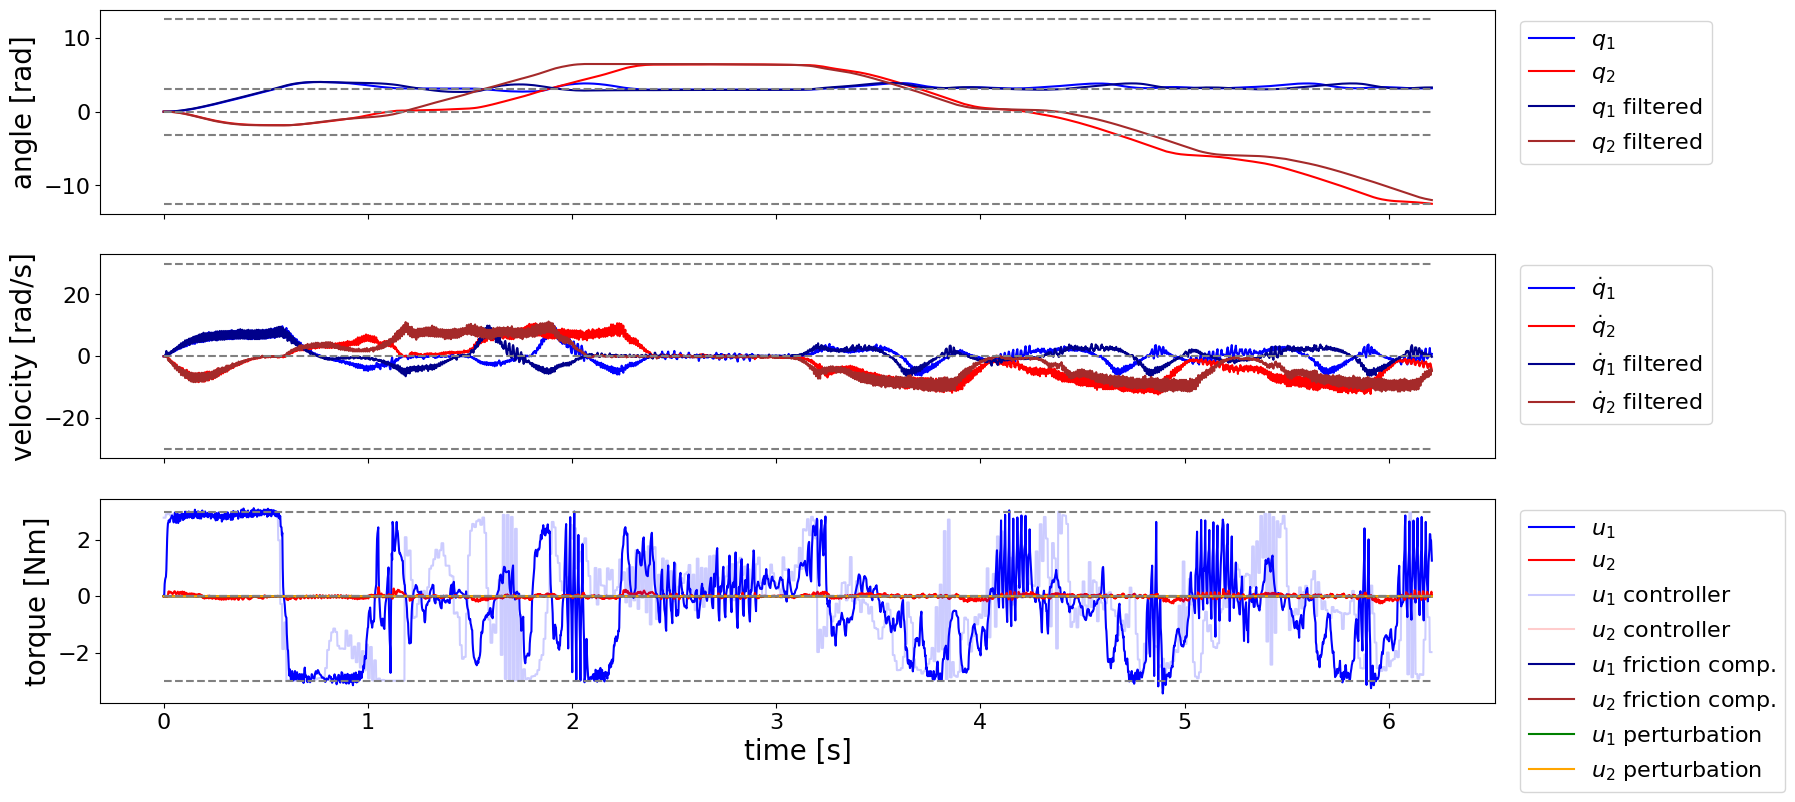 angle [rad]
10
0
−10
q₁
q₂
q₁ filtered
q₂ filtered
velocity [rad/s]
20
0
−20
q̇₁
q̇₂
q̇₁ filtered
q̇₂ filtered
torque [Nm]
2
0
−2
0 1 2 3 4 5 6
time [s]
u₁
u₂
u₁ controller
u₂ controller
u₁ friction comp.
u₂ friction comp.
u₁ perturbation
u₂ perturbation